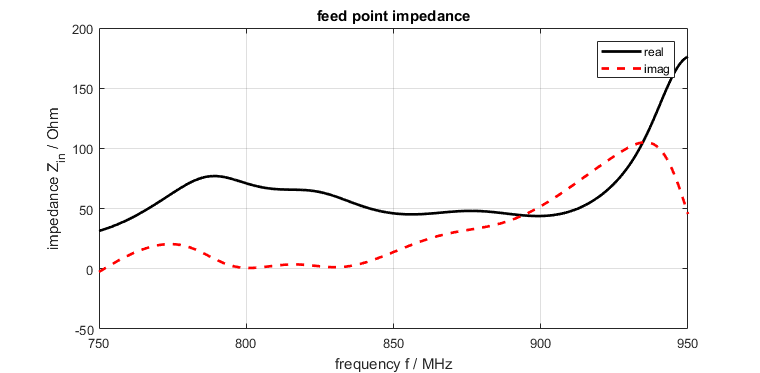 feed point impedance
200
150
100
50
0
-50
750
800
850
900
950
impedance Z_in / Ohm
frequency f / MHz
real
imag